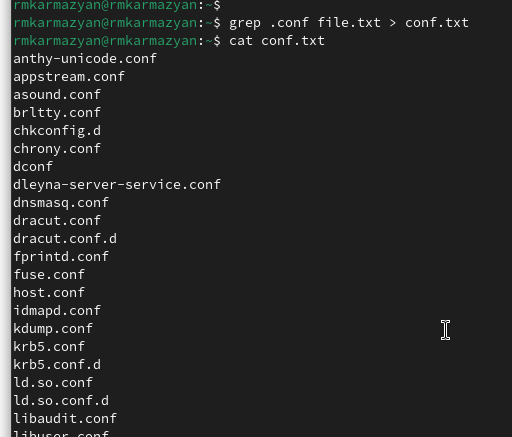 rmkarmazyan@rmkarmazyan:~$
rmkarmazyan@rmkarmazyan:~$ grep .conf file.txt > conf.txt
rmkarmazyan@rmkarmazyan:~$ cat conf.txt
anthy-unicode.conf
appstream.conf
asound.conf
brltty.conf
chkconfig.d
chrony.conf
dconf
dleyna-server-service.conf
dnsmasq.conf
dracut.conf
dracut.conf.d
fprintd.conf
fuse.conf
host.conf
idmapd.conf
kdump.conf
krb5.conf
krb5.conf.d
ld.so.conf
ld.so.conf.d
libaudit.conf
libuser.conf